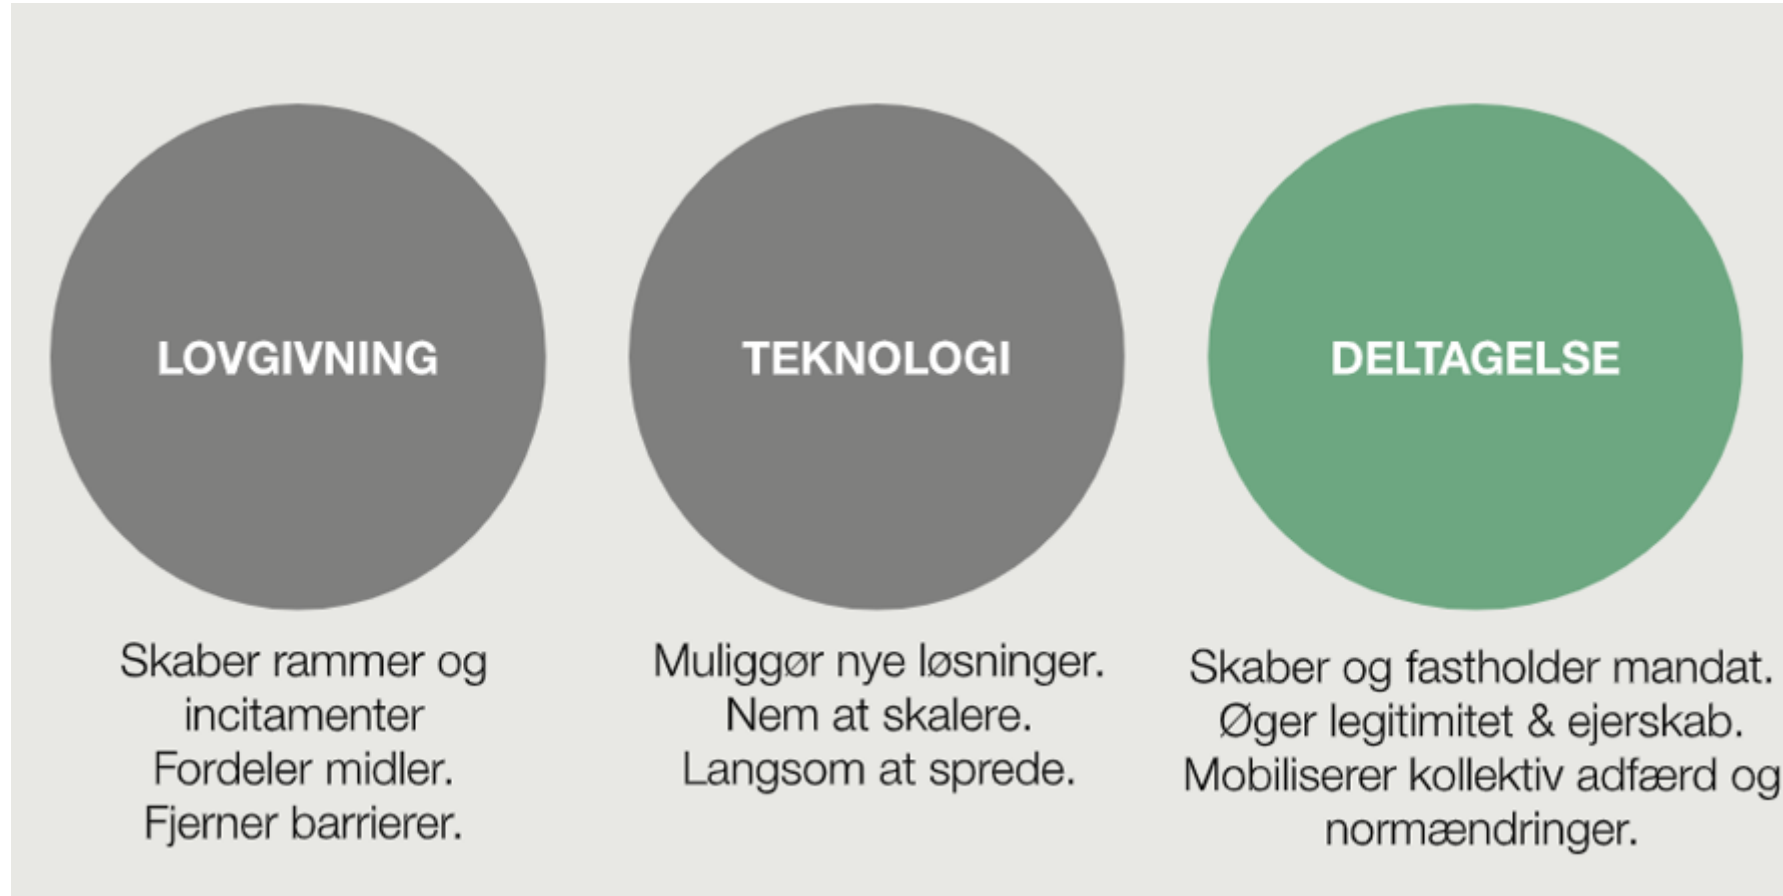 LOVGIVNING
Skaber rammer og
incitamenter
Fordeler midler.
Fjerner barrierer.
TEKNOLOGI
Muliggør nye løsninger.
Nem at skalere.
Langsom at sprede.
DELTAGELSE
Skaber og fastholder mandat.
Øger legitimitet & ejerskab.
Mobiliserer kollektiv adfærd og
normændringer.